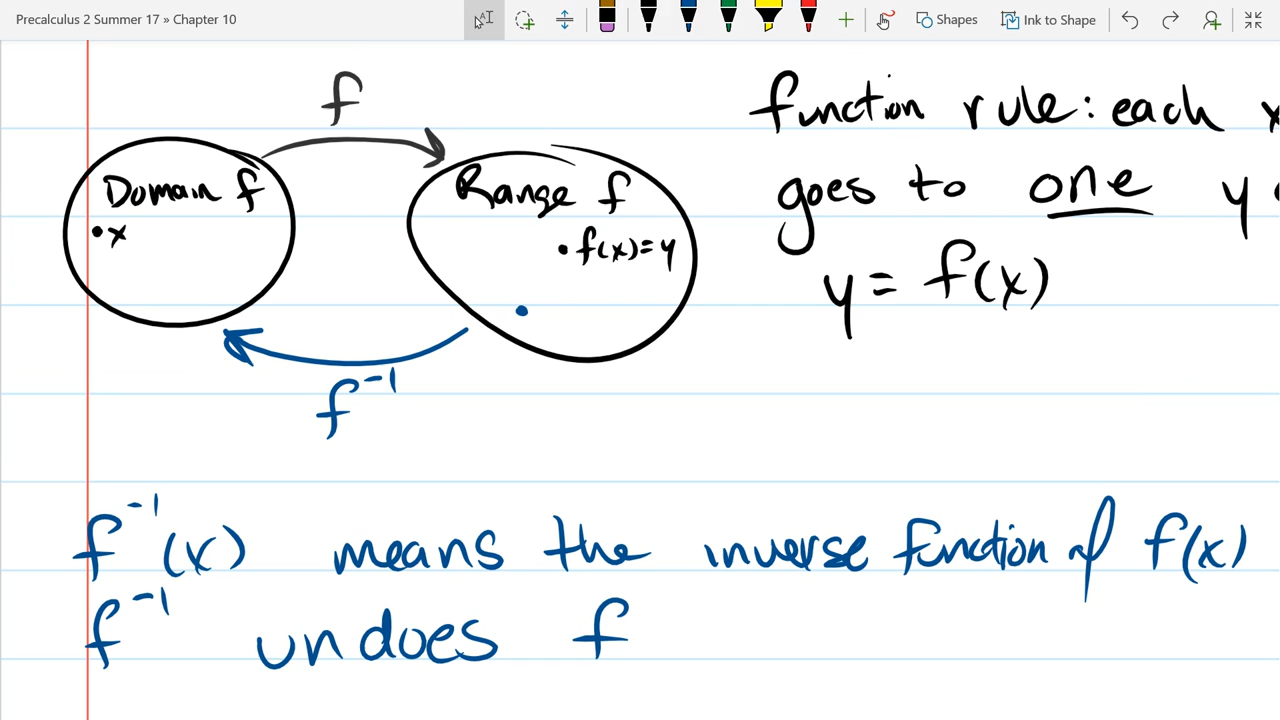 Precalculus 2 Summer 17 » Chapter 10
Shapes
Ink to Shape
f
Domain f
x
Range f
f(x)=y
f⁻¹
function rule: each x
goes to one y
y = f(x)
f⁻¹(x) means the inverse function of f(x)
f⁻¹ undoes f